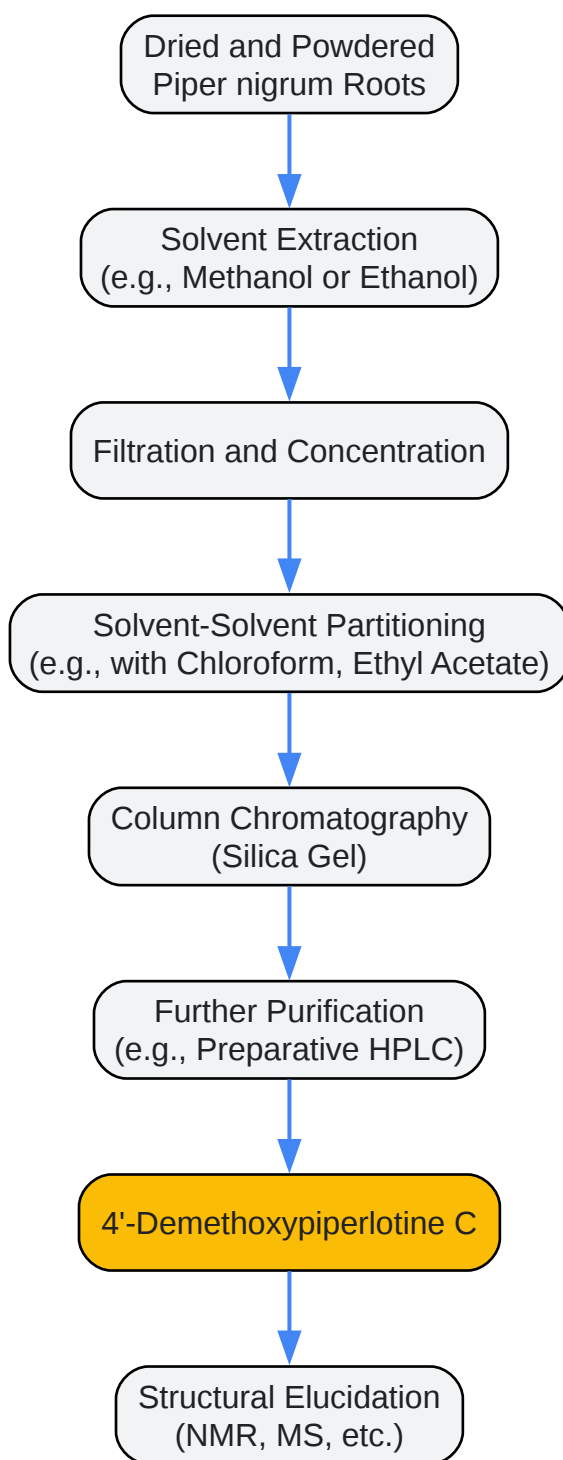 Dried and Powdered
Piper nigrum Roots
Solvent Extraction
(e.g., Methanol or Ethanol)
Filtration and Concentration
Solvent-Solvent Partitioning
(e.g., with Chloroform, Ethyl Acetate)
Column Chromatography
(Silica Gel)
Further Purification
(e.g., Preparative HPLC)
4'-Demethoxypiperlotine C
Structural Elucidation
(NMR, MS, etc.)